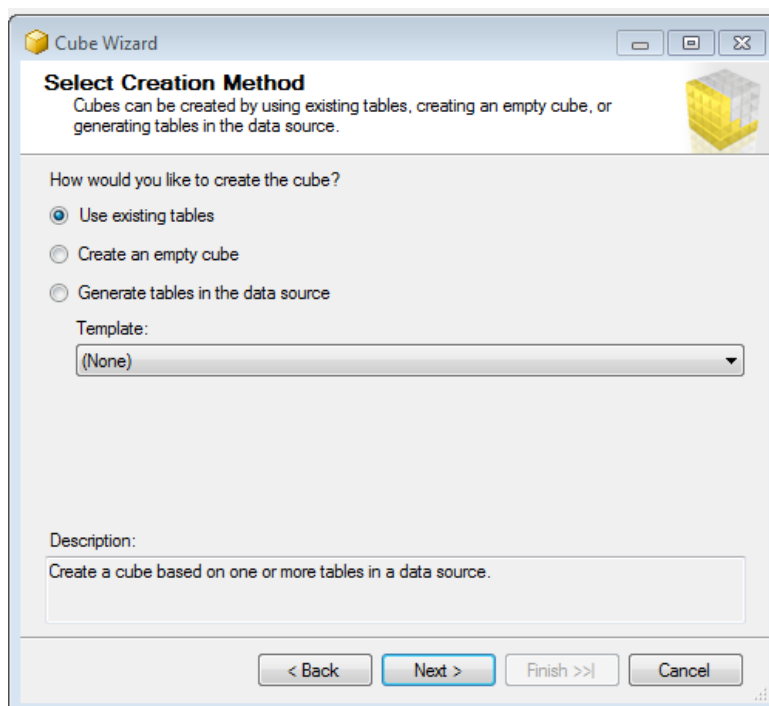 Cube Wizard
Select Creation Method
Cubes can be created by using existing tables, creating an empty cube, or
generating tables in the data source.
How would you like to create the cube?
Use existing tables
Create an empty cube
Generate tables in the data source
Template:
(None)
Description:
Create a cube based on one or more tables in a data source.
< Back
Next >
Finish >>|
Cancel